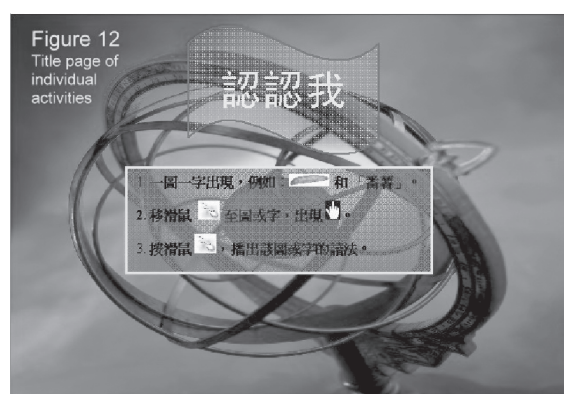 Figure 12
Title page of
individual
activities
認認我
1. 一圖一字出現，例如：和「番薯」。
2. 移滑鼠至圖或字，出現。
3. 按滑鼠，播出該圖或字的讀法。